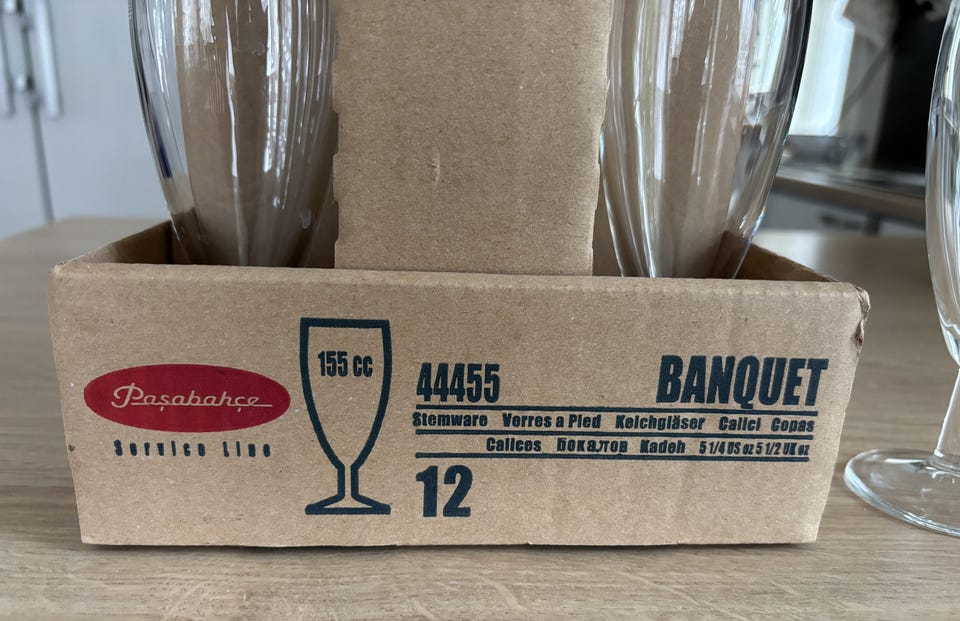 Paşabahçe
Service Line
155 cc
44455 BANQUET
Stemware Verres a Pied Kelchgläser Calici Copas
Calices Бокалов Kadeh 5 1/4 US oz 5 1/2 UK oz
12